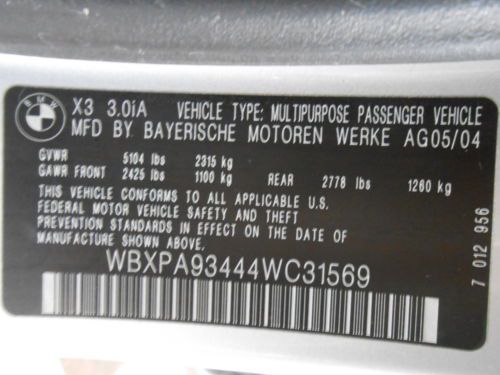 BMW
X3 3.0iA VEHICLE TYPE: MULTIPURPOSE PASSENGER VEHICLE
MFD BY BAYERISCHE MOTOREN WERKE AG05/04
GVWR 5104 lbs 2315 kg
GAWR FRONT 2425 lbs 1100 kg REAR 2778 lbs 1260 kg
THIS VEHICLE CONFORMS TO ALL APPLICABLE U.S.
FEDERAL MOTOR VEHICLE SAFETY AND THEFT
PREVENTION STANDARDS IN EFFECT ON THE DATE
OF MANUFACTURE SHOWN ABOVE
WBXPA93444WC31569
7 012 956